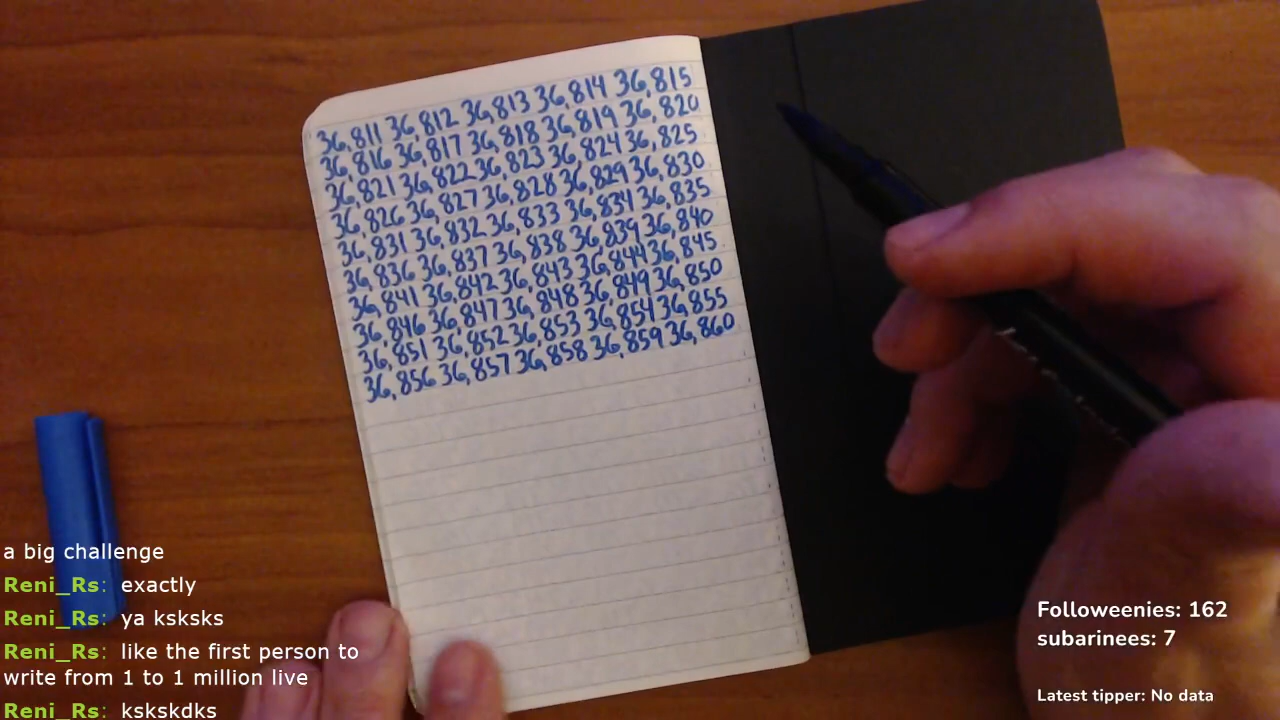 36,811 36,812 36,813 36,814 36,815
36,816 36,817 36,818 36,819 36,820
36,821 36,822 36,823 36,824 36,825
36,826 36,827 36,828 36,829 36,830
36,831 36,832 36,833 36,834 36,835
36,836 36,837 36,838 36,839 36,840
36,841 36,842 36,843 36,844 36,845
36,846 36,847 36,848 36,849 36,850
36,851 36,852 36,853 36,854 36,855
36,856 36,857 36,858 36,859 36,860
a big challenge
Reni_Rs: exactly
Reni_Rs: ya ksksks
Reni_Rs: like the first person to
write from 1 to 1 million live
Reni_Rs: kskskdks
Followeenies: 162
subarinees: 7
Latest tipper: No data